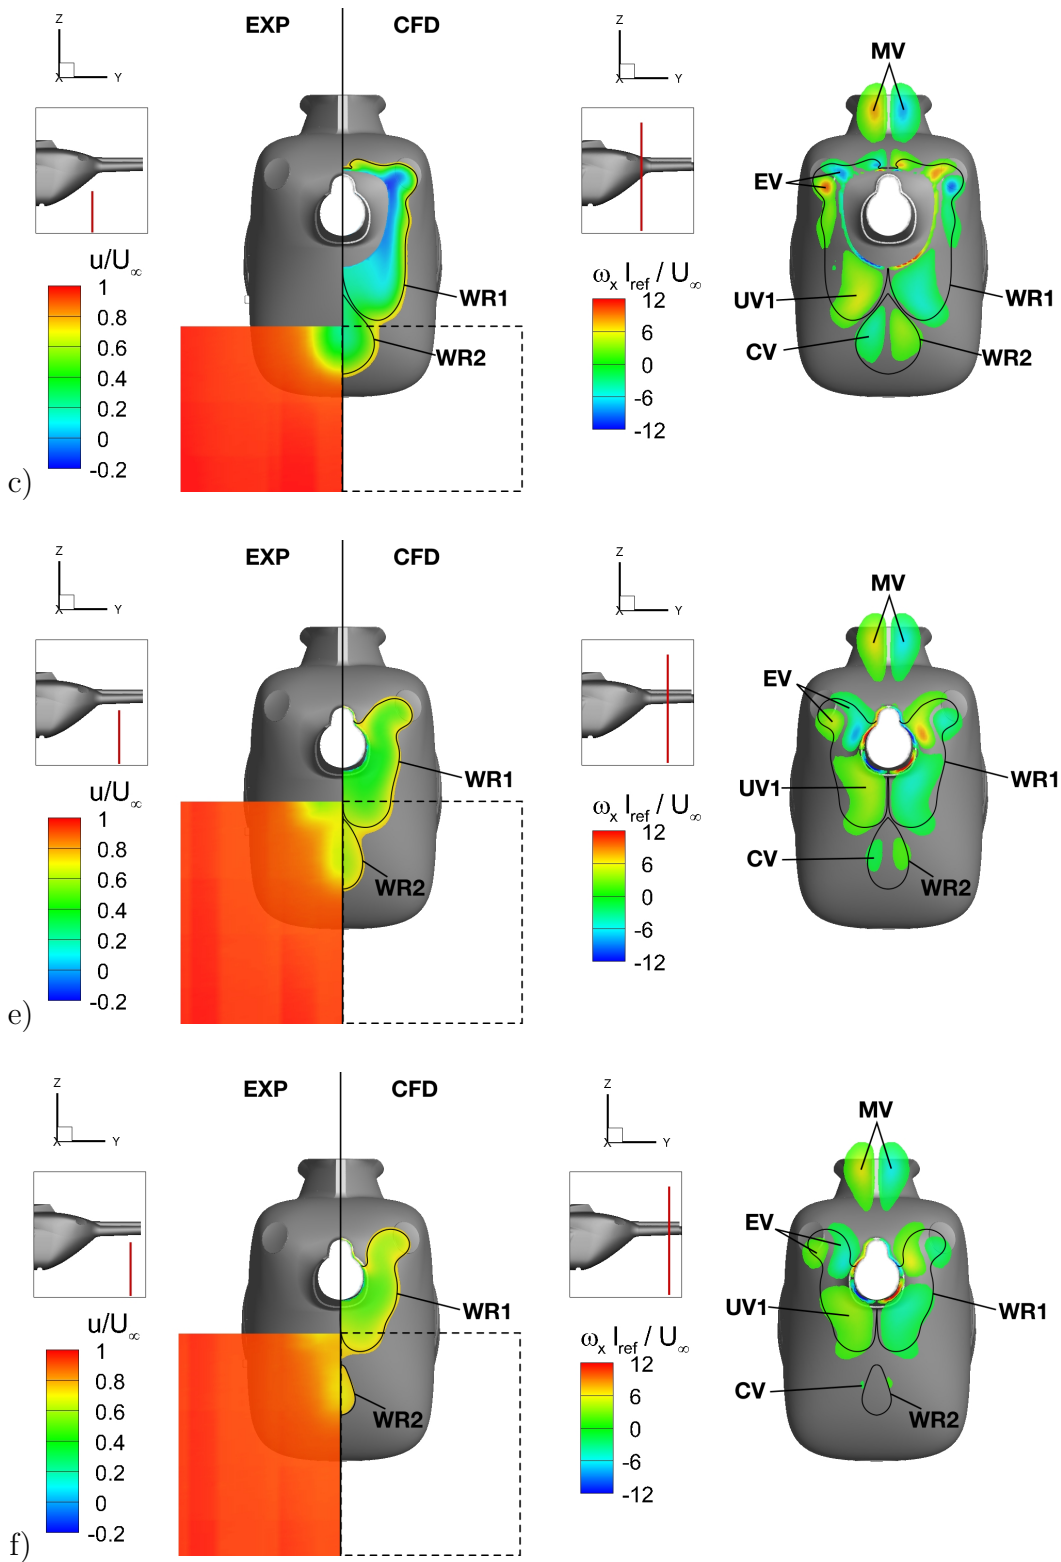 EXP CFD
Z
X Y
u/U∞
1
0.8
0.6
0.4
0.2
0
-0.2
WR1
WR2
Z
X Y
ωx lref / U∞
12
6
0
-6
-12
MV
EV
UV1
CV
WR1
WR2
c)
EXP CFD
Z
X Y
u/U∞
1
0.8
0.6
0.4
0.2
0
-0.2
WR1
WR2
Z
X Y
ωx lref / U∞
12
6
0
-6
-12
MV
EV
UV1
CV
WR1
WR2
e)
EXP CFD
Z
X Y
u/U∞
1
0.8
0.6
0.4
0.2
0
-0.2
WR1
WR2
Z
X Y
ωx lref / U∞
12
6
0
-6
-12
MV
EV
UV1
CV
WR1
WR2
f)